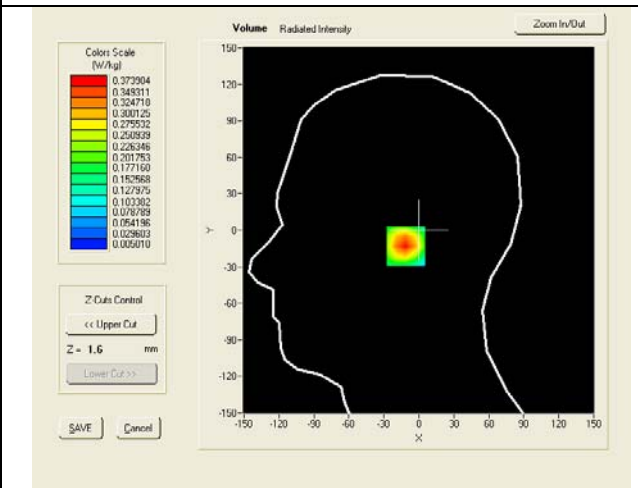 Volume Radiated Intensity
Zoom In/Out
Colors Scale
(W/kg)
0.373904
0.349311
0.324718
0.300125
0.275532
0.250939
0.226346
0.201753
0.177160
0.152568
0.127975
0.103382
0.078789
0.054196
0.029603
0.005010
Z-Cuts Control
<< Upper Cut
Z = 1.6 mm
Lower Cut >>
SAVE Cancel
150
120
90
60
30
0
-30
-60
-90
-120
-150
Y
-150 -120 -90 -60 -30 0 30 60 90 120 150
X